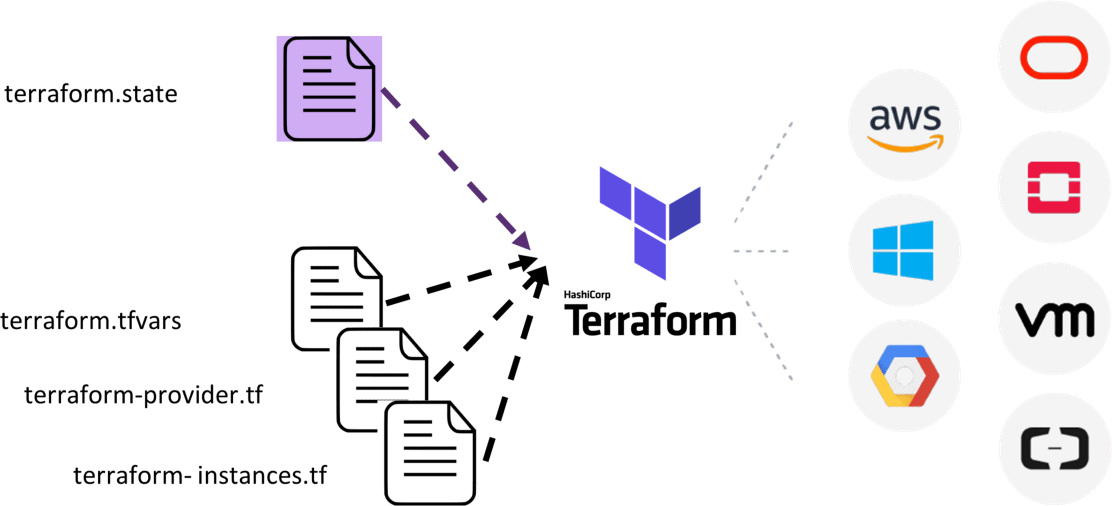 terraform.state
terraform.tfvars
terraform-provider.tf
terraform- instances.tf
HashiCorp
Terraform
aws
vm